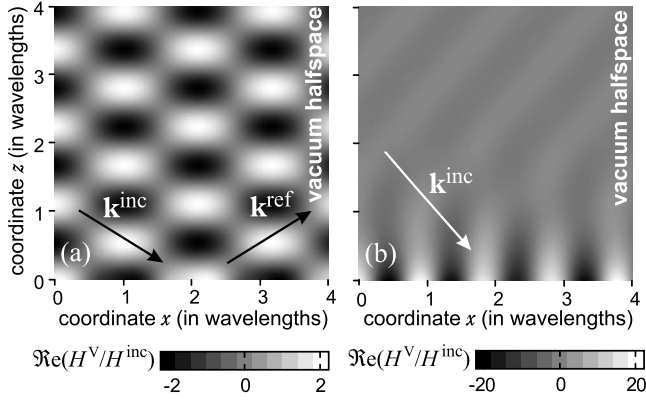 4
3
2
1
0
coordinate z (in wavelengths)
vacuum halfspace
k^inc
k^ref
(a)
0 1 2 3 4
coordinate x (in wavelengths)
ℜe(H^V/H^inc)
-2 0 2
vacuum halfspace
k^inc
(b)
1 2 3 4
coordinate x (in wavelengths)
ℜe(H^V/H^inc)
-20 0 20